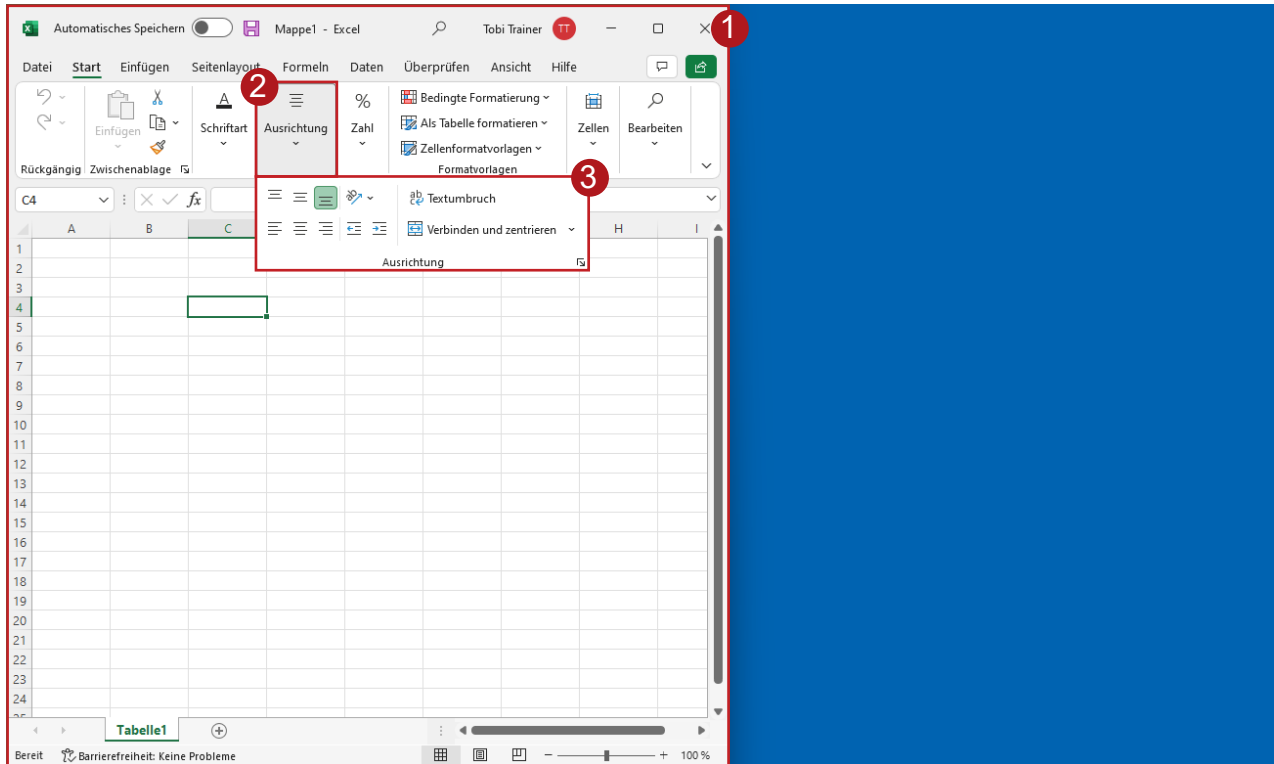 Automatisches Speichern Mappe1 - Excel Tobi Trainer TT 1
Datei Start Einfügen Seitenlayout Formeln Daten Überprüfen Ansicht Hilfe
2
Einfügen Schriftart Ausrichtung % Zahl Bedingte Formatierung Zellen Bearbeiten
Als Tabelle formatieren
Zellenformatvorlagen
Rückgängig Zwischenablage Formatvorlagen
3
C4 fx ab Textumbruch
Verbinden und zentrieren
Ausrichtung
A B C H I
1
2
3
4
5
6
7
8
9
10
11
12
13
14
15
16
17
18
19
20
21
22
23
24
Tabelle1
Bereit Barrierefreiheit: Keine Probleme 100 %